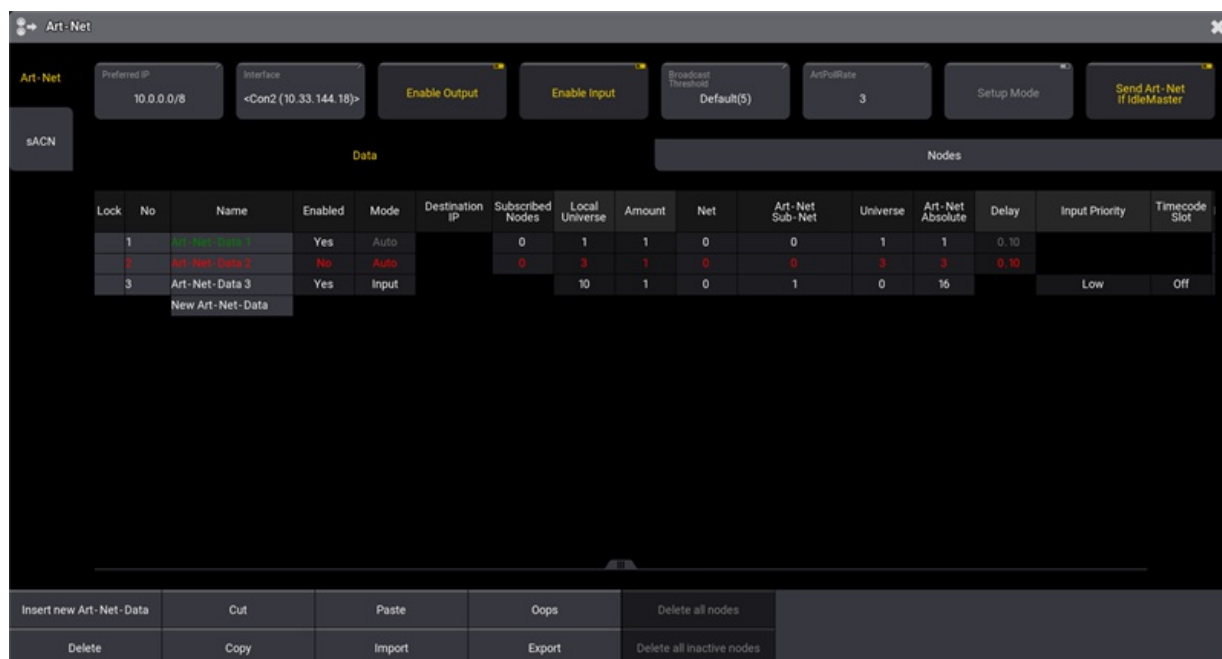 Art-Net
Art-Net
sACN
Preferred IP
10.0.0.0/8
Interface
<Con2 (10.33.144.18)>
Enable Output
Enable Input
Broadcast
Threshold
Default(5)
ArtPollRate
3
Setup Mode
Send Art-Net
If IdleMaster
Data
Nodes
Lock No Name Enabled Mode Destination IP Subscribed Nodes Local Universe Amount Net Art-Net Sub-Net Universe Art-Net Absolute Delay Input Priority Timecode Slot
1 Art-Net-Data 1 Yes Auto 0 1 1 0 0 1 1 0.10
2 Art-Net-Data 2 No Auto 0 3 1 0 0 3 3 0.10
3 Art-Net-Data 3 Yes Input 10 1 0 1 0 16 Low Off
New Art-Net-Data
Insert new Art-Net-Data Cut Paste Oops Delete all nodes
Delete Copy Import Export Delete all inactive nodes